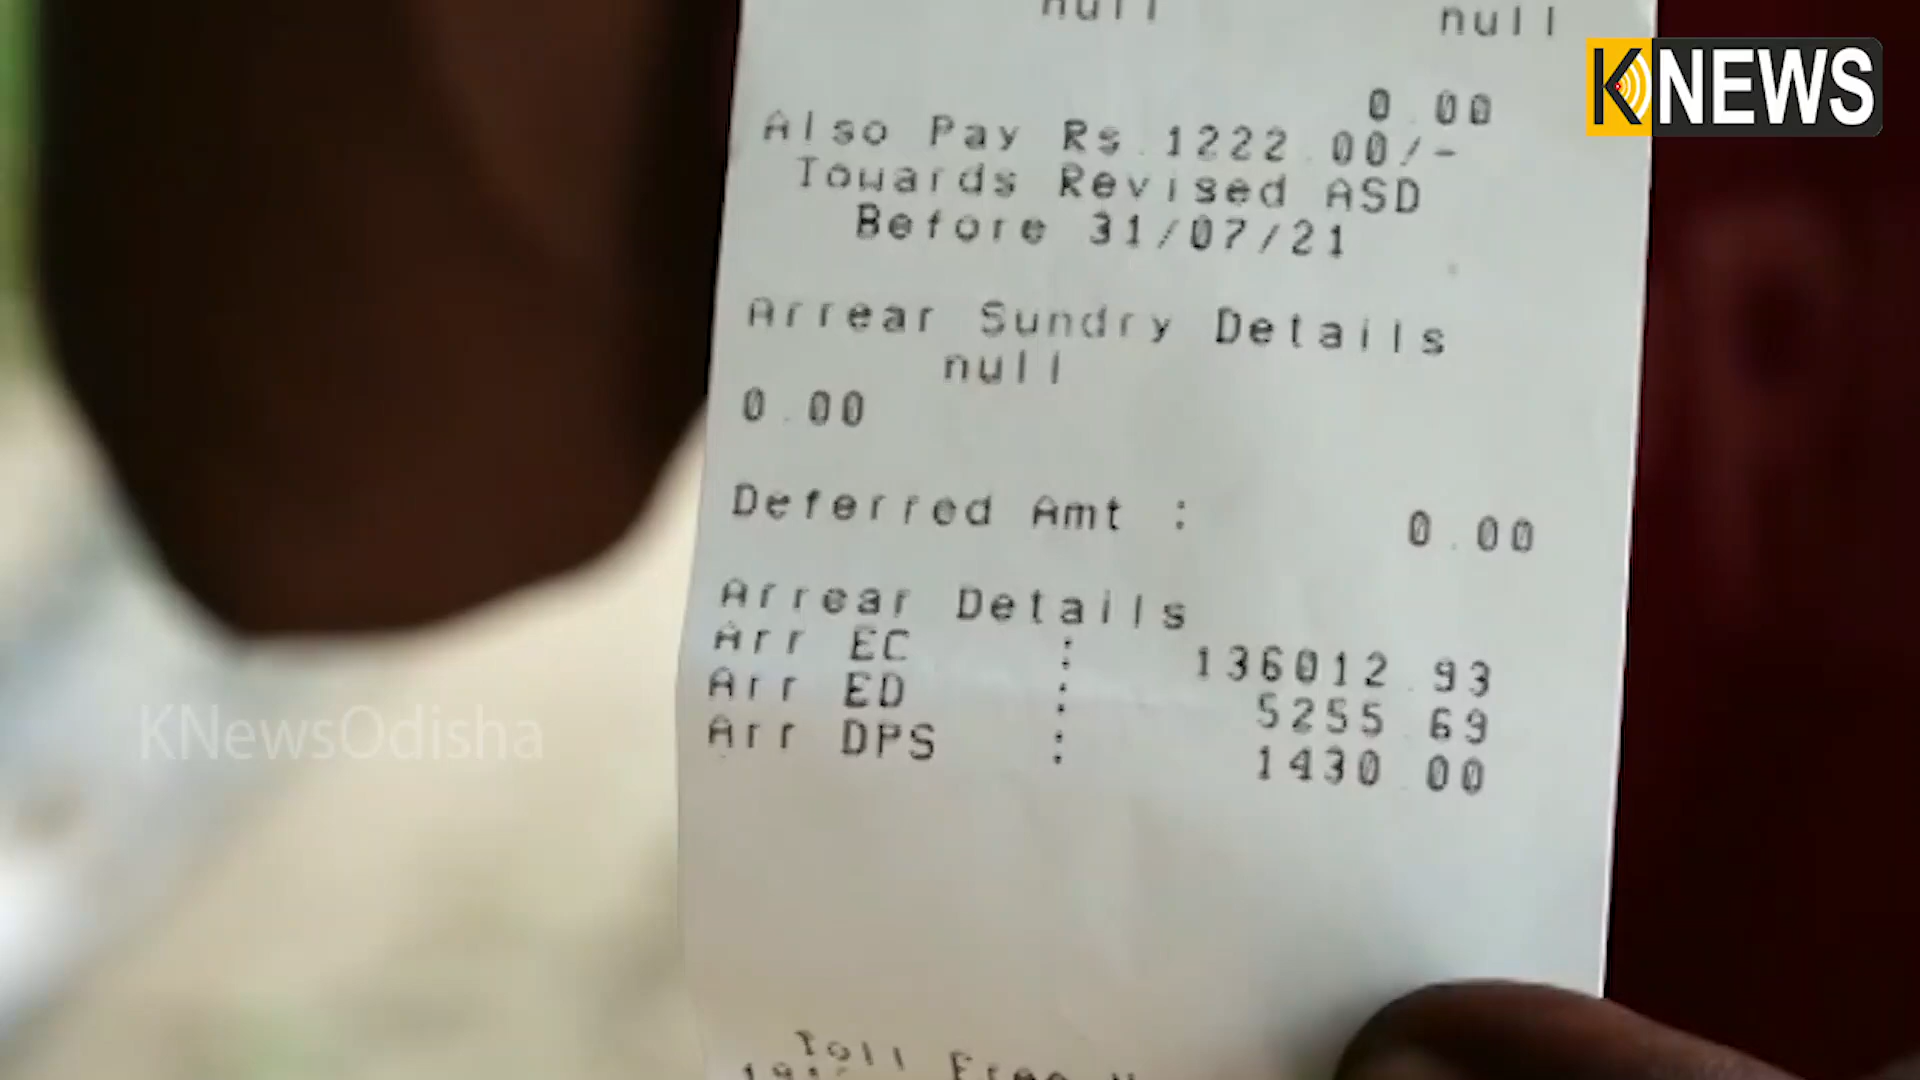 null null
KNEWS
0.00
Also Pay Rs.1222.00/-
Towards Revised ASD
Before 31/07/21
Arrear Sundry Details
null
0.00
Deferred Amt : 0.00
Arrear Details
Arr EC : 136012.93
Arr ED : 5255.69
Arr DPS : 1430.00
KNewsOdisha
Toll Free